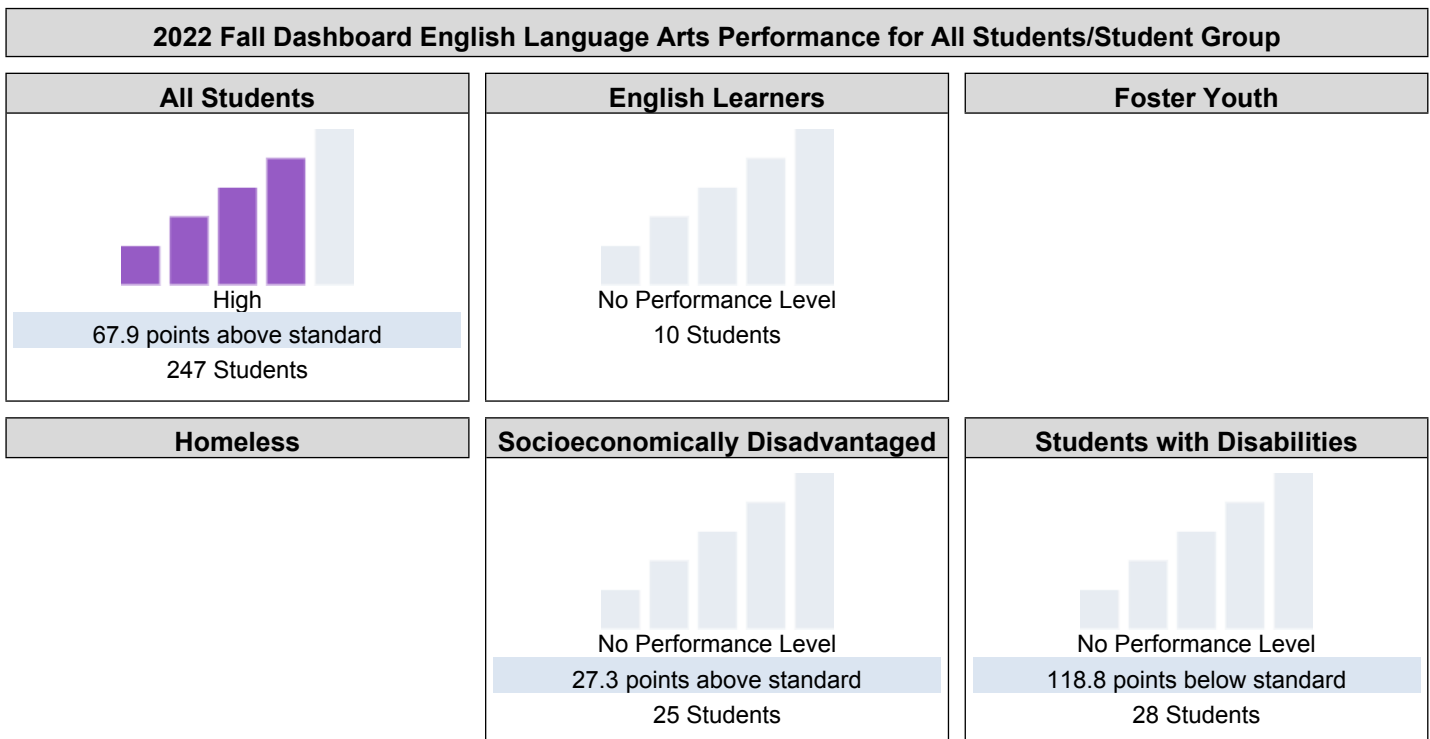 2022 Fall Dashboard English Language Arts Performance for All Students/Student Group
All Students
High
67.9 points above standard
247 Students
English Learners
No Performance Level
10 Students
Foster Youth
Homeless
Socioeconomically Disadvantaged
No Performance Level
27.3 points above standard
25 Students
Students with Disabilities
No Performance Level
118.8 points below standard
28 Students